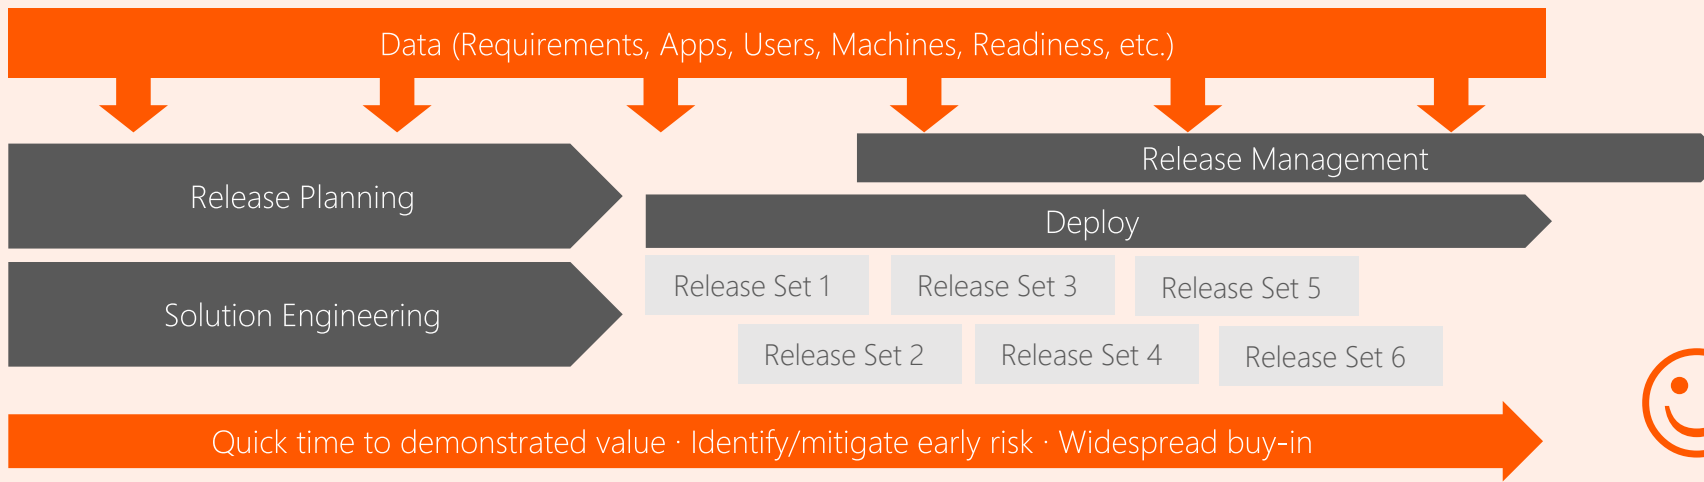 Data (Requirements, Apps, Users, Machines, Readiness, etc.)
Release Management
Release Planning
Deploy
Release Set 1
Release Set 3
Release Set 5
Solution Engineering
Release Set 2
Release Set 4
Release Set 6
Quick time to demonstrated value · Identify/mitigate early risk · Widespread buy-in